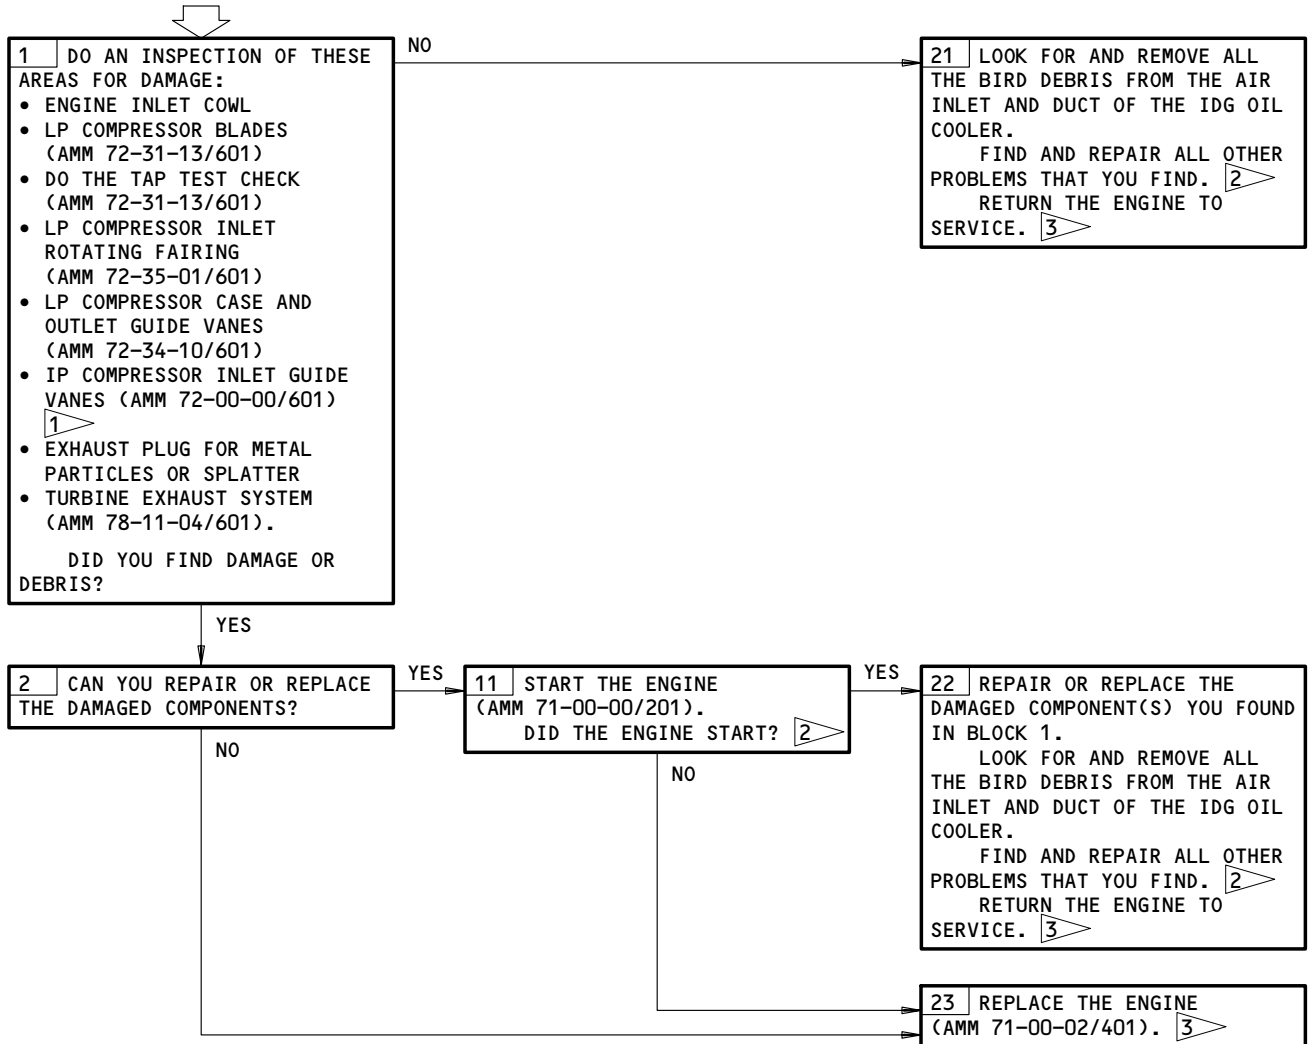 1 DO AN INSPECTION OF THESE
AREAS FOR DAMAGE:
• ENGINE INLET COWL
• LP COMPRESSOR BLADES
(AMM 72-31-13/601)
• DO THE TAP TEST CHECK
(AMM 72-31-13/601)
• LP COMPRESSOR INLET
ROTATING FAIRING
(AMM 72-35-01/601)
• LP COMPRESSOR CASE AND
OUTLET GUIDE VANES
(AMM 72-34-10/601)
• IP COMPRESSOR INLET GUIDE
VANES (AMM 72-00-00/601)
1
• EXHAUST PLUG FOR METAL
PARTICLES OR SPLATTER
• TURBINE EXHAUST SYSTEM
(AMM 78-11-04/601).
DID YOU FIND DAMAGE OR
DEBRIS?
NO
21 LOOK FOR AND REMOVE ALL
THE BIRD DEBRIS FROM THE AIR
INLET AND DUCT OF THE IDG OIL
COOLER.
FIND AND REPAIR ALL OTHER
PROBLEMS THAT YOU FIND. 2
RETURN THE ENGINE TO
SERVICE. 3
YES
2 CAN YOU REPAIR OR REPLACE
THE DAMAGED COMPONENTS?
YES
11 START THE ENGINE
(AMM 71-00-00/201).
DID THE ENGINE START? 2
YES
22 REPAIR OR REPLACE THE
DAMAGED COMPONENT(S) YOU FOUND
IN BLOCK 1.
LOOK FOR AND REMOVE ALL
THE BIRD DEBRIS FROM THE AIR
INLET AND DUCT OF THE IDG OIL
COOLER.
FIND AND REPAIR ALL OTHER
PROBLEMS THAT YOU FIND. 2
RETURN THE ENGINE TO
SERVICE. 3
NO
NO
23 REPLACE THE ENGINE
(AMM 71-00-02/401). 3